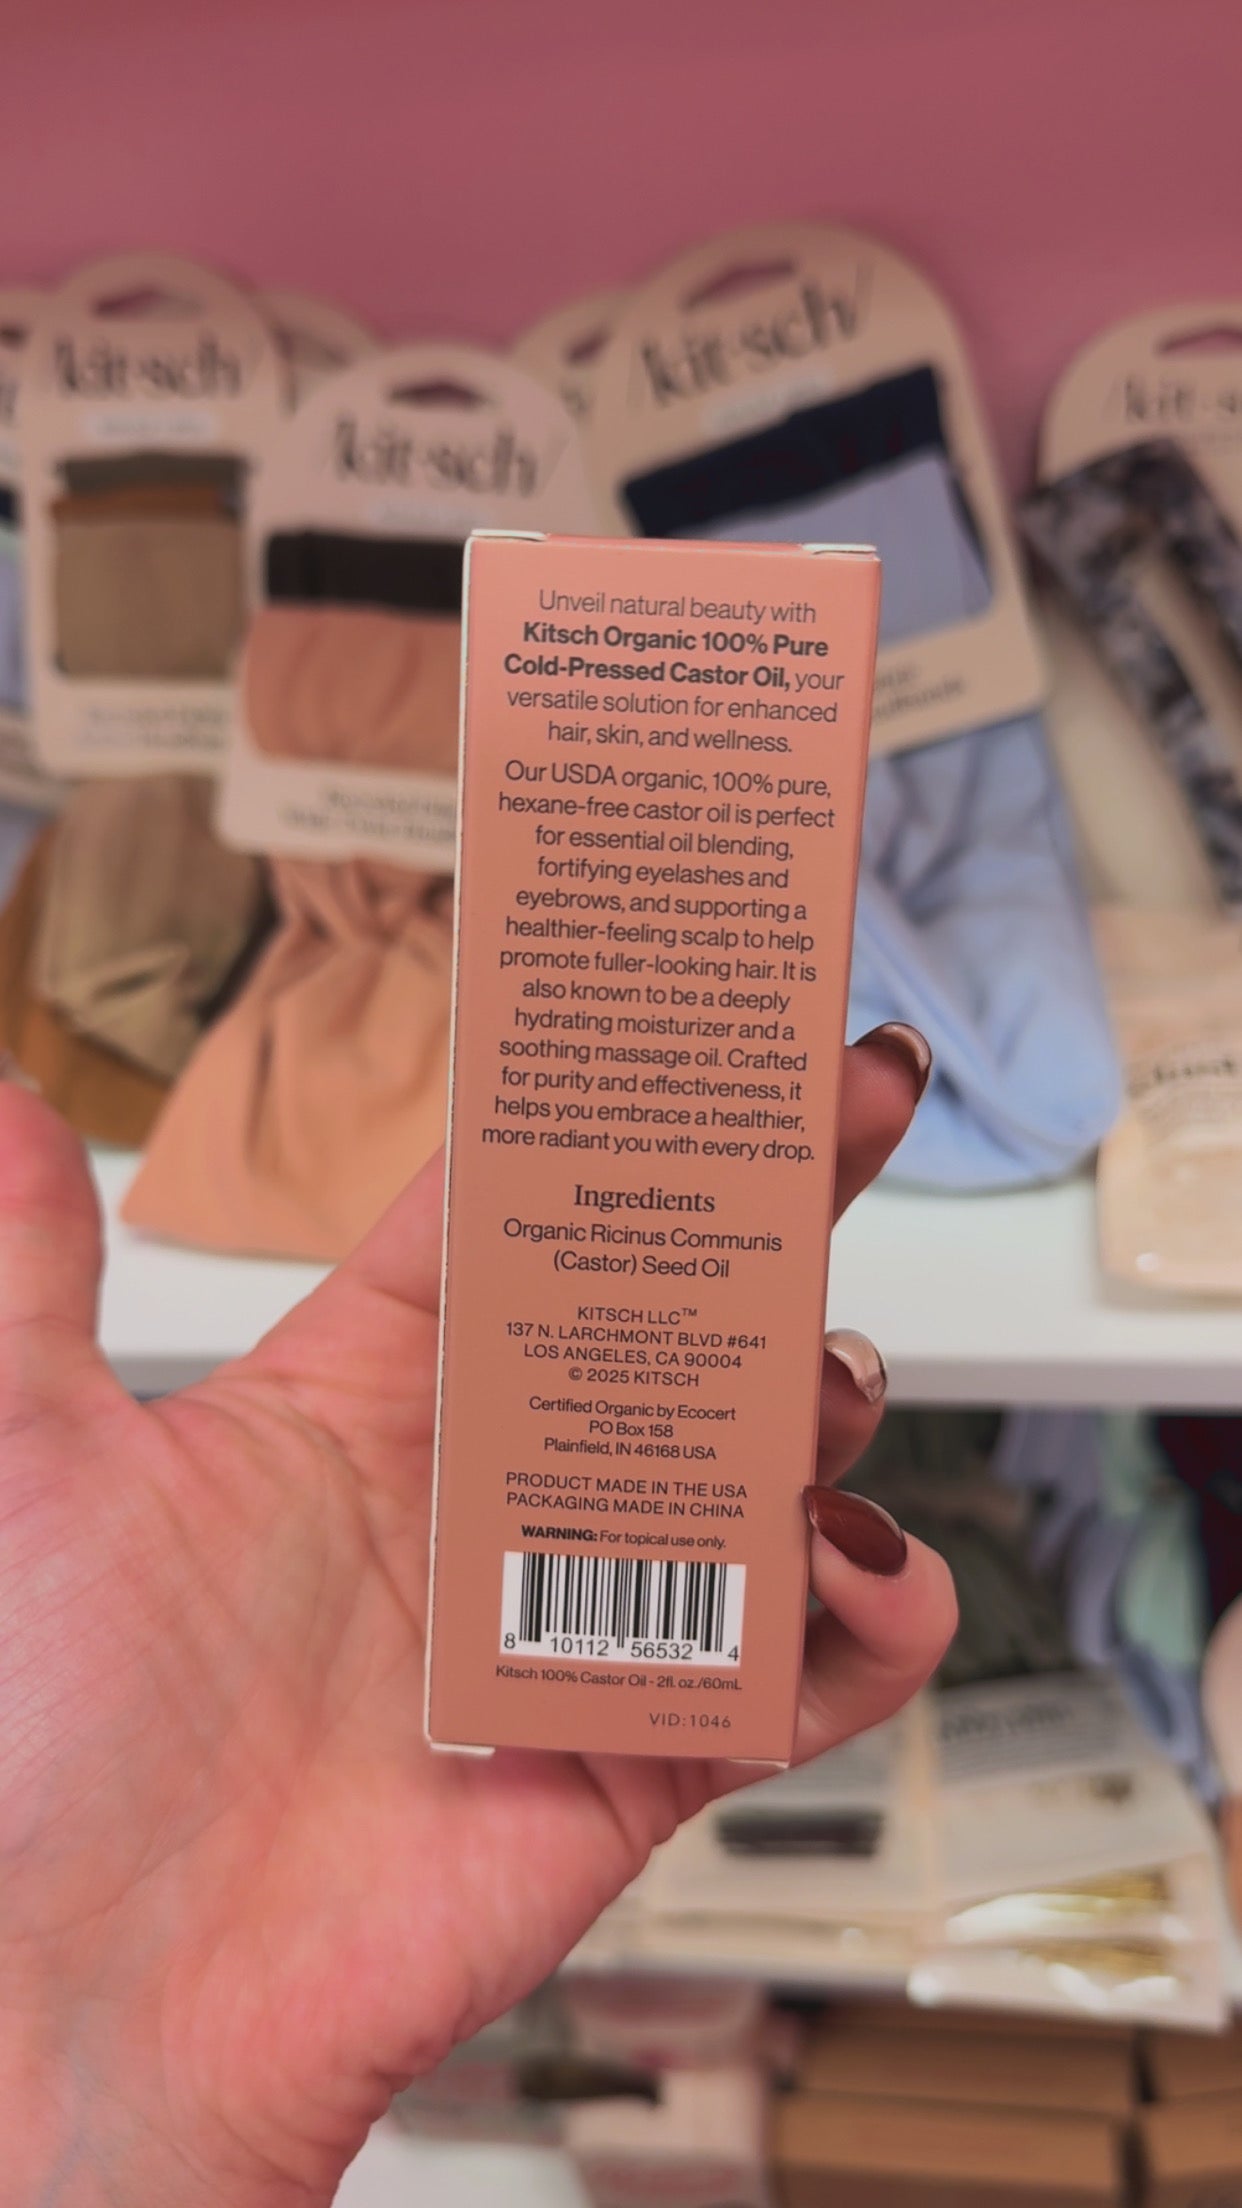 kit·sch
kit·sch
kit·sch
kit·s
Unveil natural beauty with
Kitsch Organic 100% Pure
Cold-Pressed Castor Oil, your
versatile solution for enhanced
hair, skin, and wellness.
Our USDA organic, 100% pure,
hexane-free castor oil is perfect
for essential oil blending,
fortifying eyelashes and
eyebrows, and supporting a
healthier-feeling scalp to help
promote fuller-looking hair. It is
also known to be a deeply
hydrating moisturizer and a
soothing massage oil. Crafted
for purity and effectiveness, it
helps you embrace a healthier,
more radiant you with every drop.
Ingredients
Organic Ricinus Communis
(Castor) Seed Oil
KITSCH LLC™
137 N. LARCHMONT BLVD #641
LOS ANGELES, CA 90004
© 2025 KITSCH
Certified Organic by Ecocert
PO Box 158
Plainfield, IN 46168 USA
PRODUCT MADE IN THE USA
PACKAGING MADE IN CHINA
WARNING: For topical use only.
8 10112 56532 4
Kitsch 100% Castor Oil - 2fl. oz./60mL
VID:1046